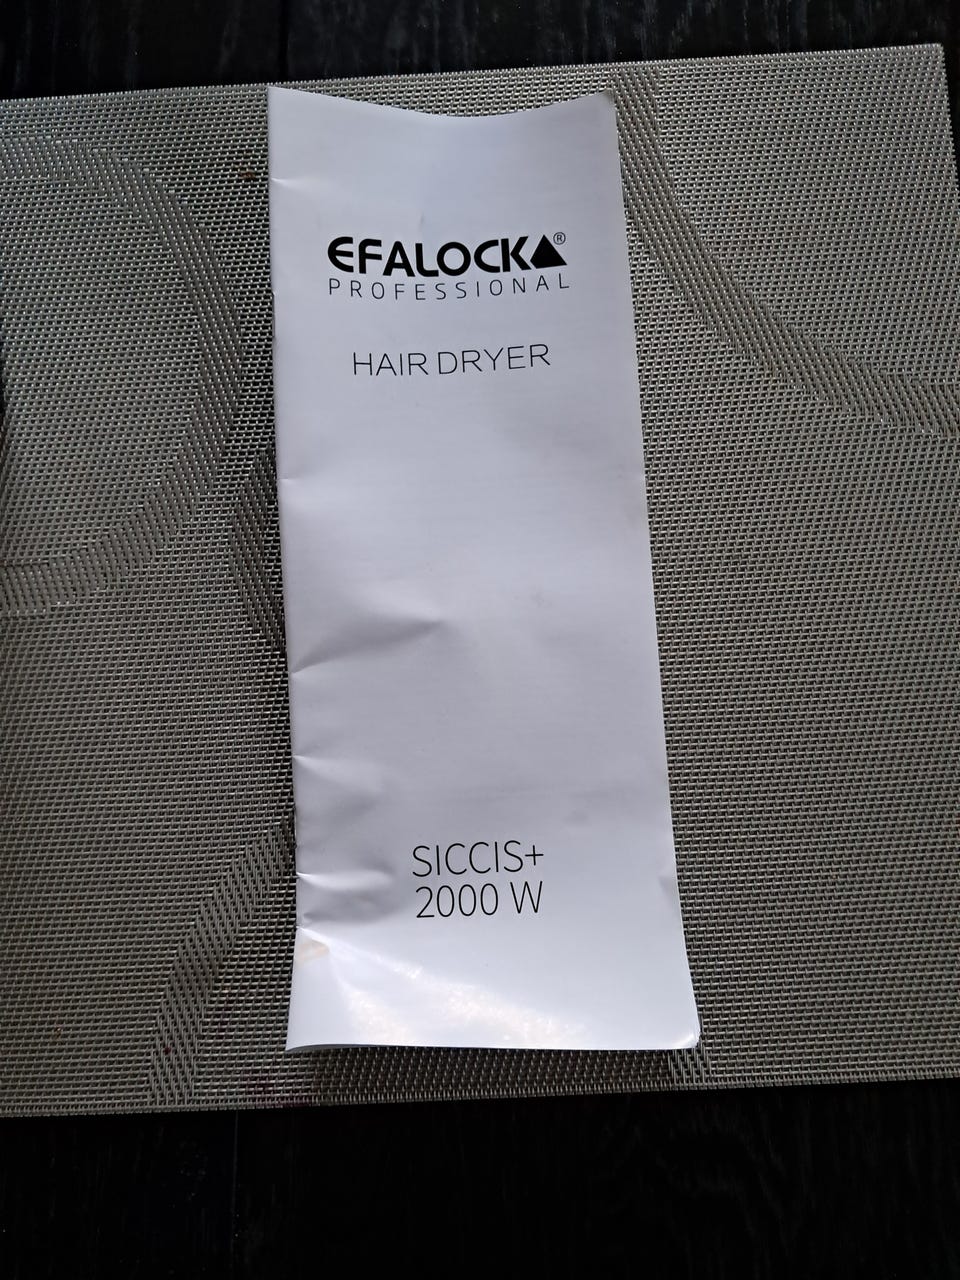 EFALOCK®
PROFESSIONAL
HAIR DRYER
SICCIS+
2000 W